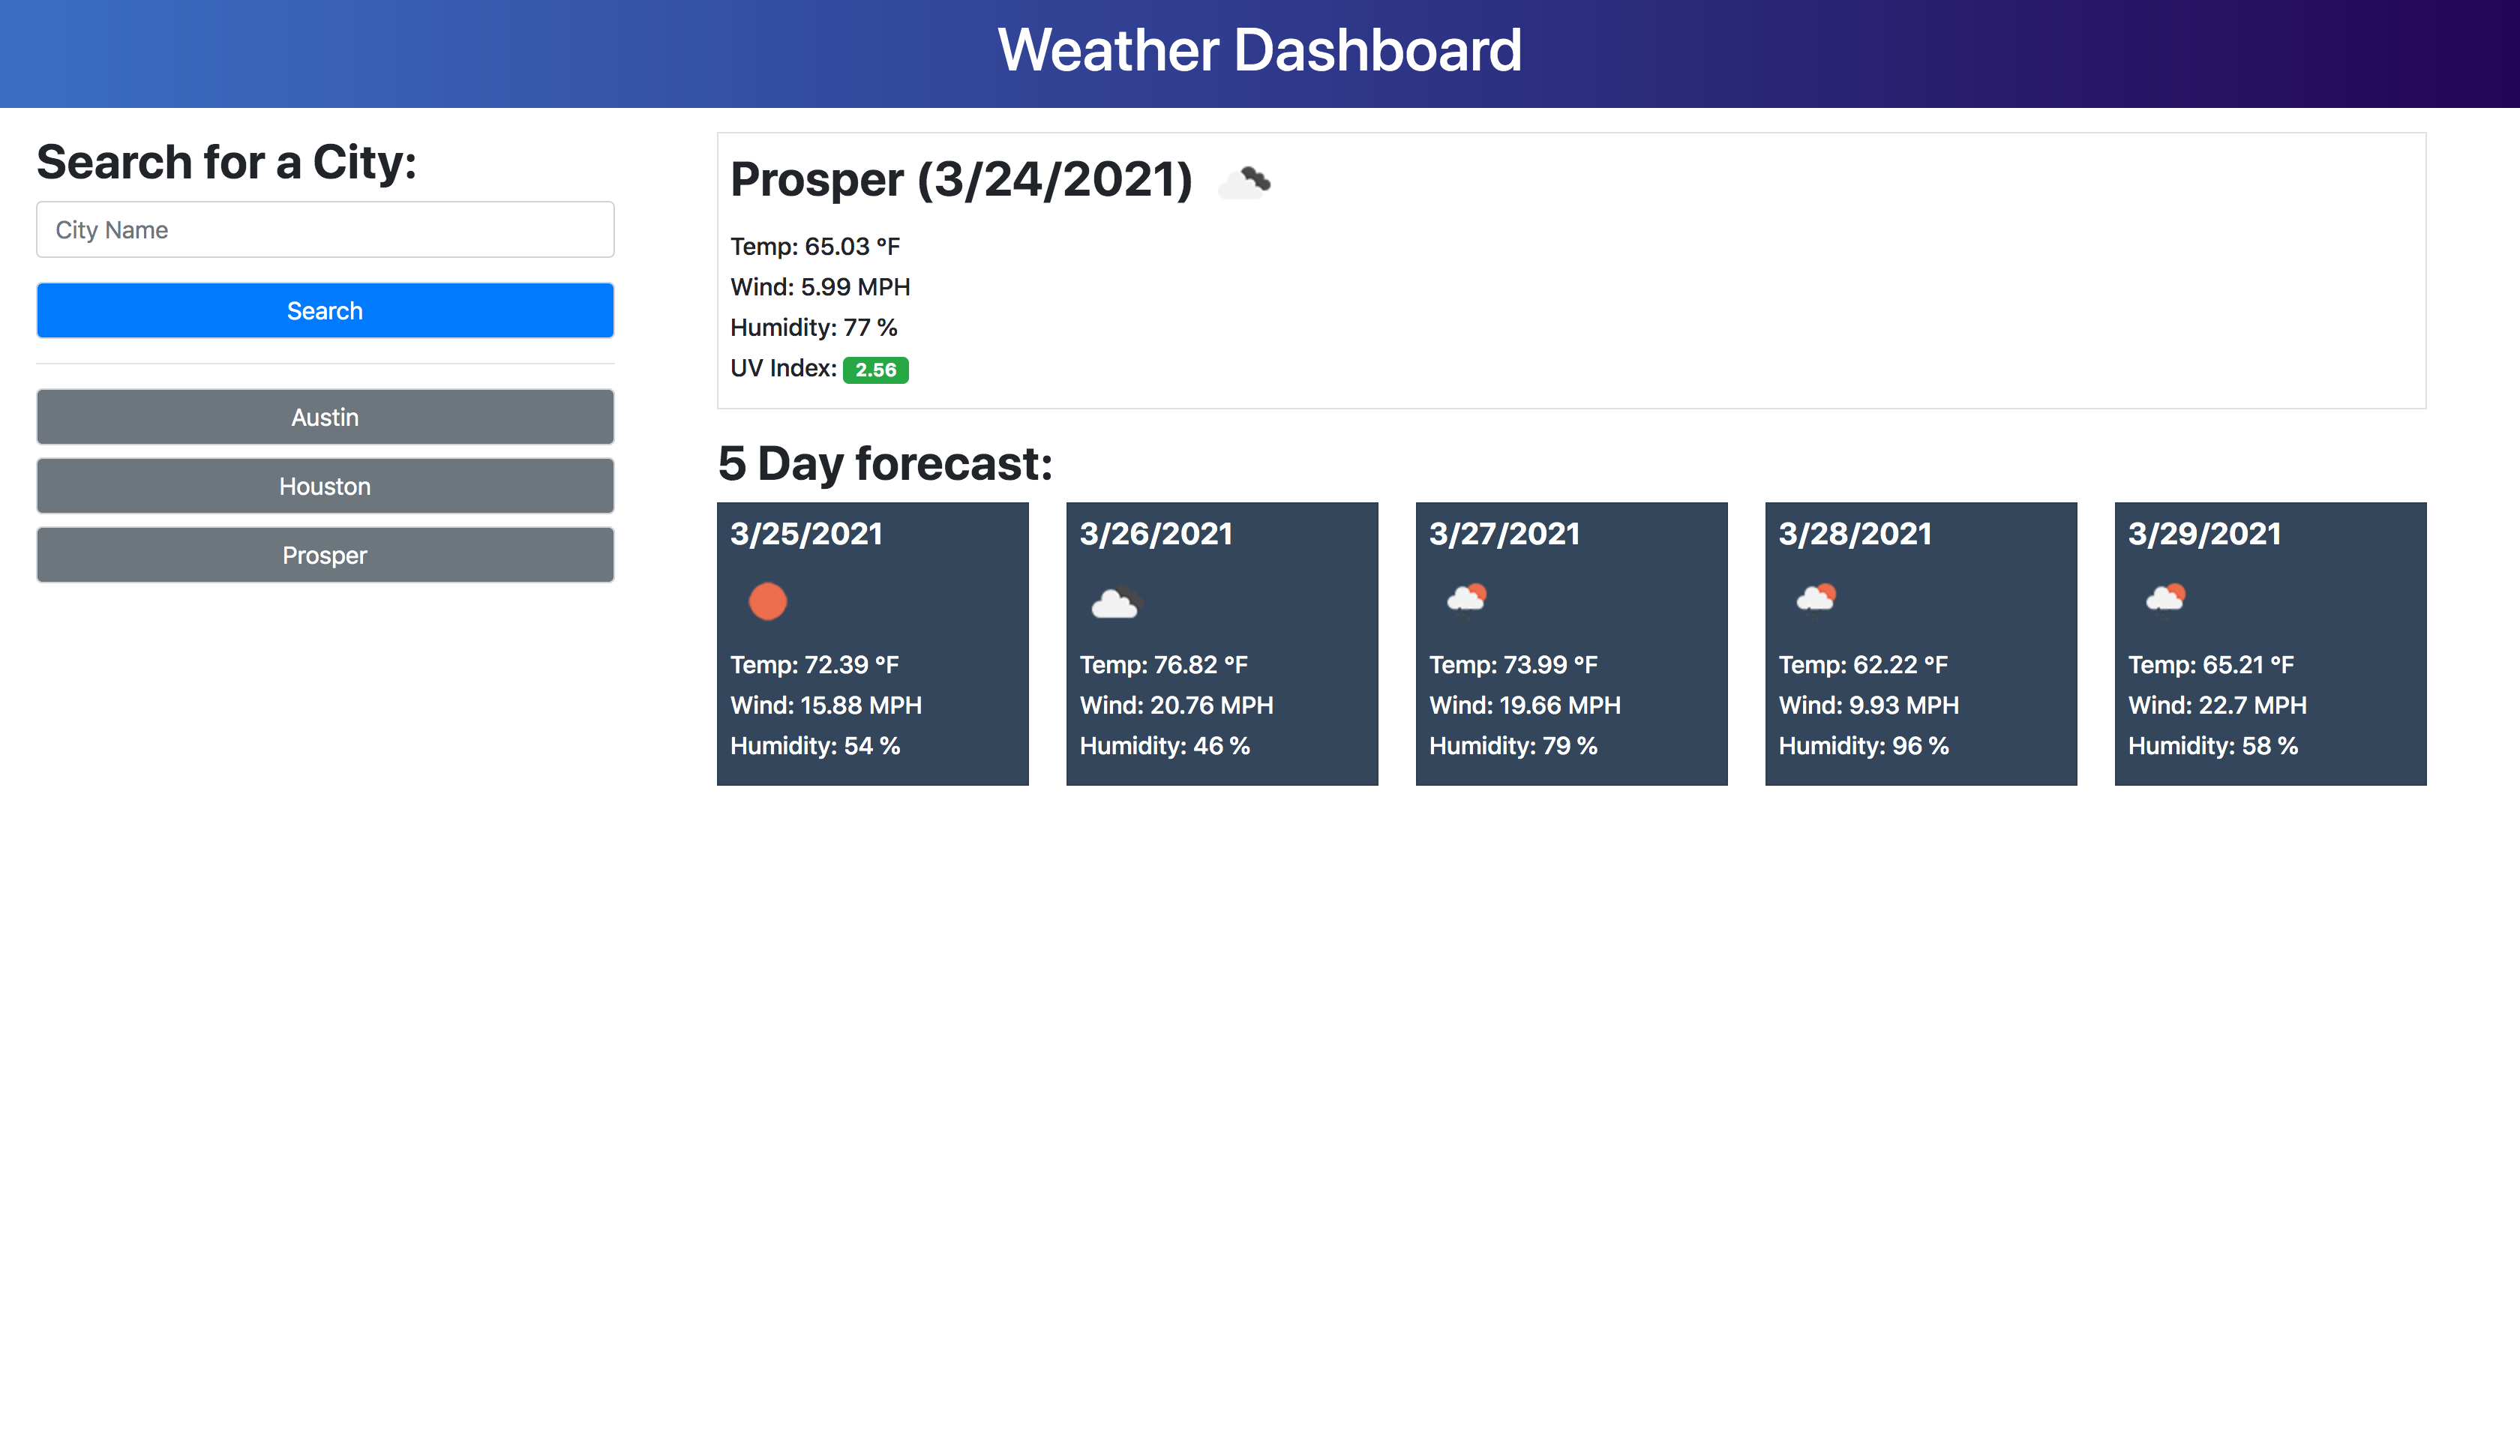 Weather Dashboard
Search for a City:
City Name
Search
Austin
Houston
Prosper
Prosper (3/24/2021)
Temp: 65.03 °F
Wind: 5.99 MPH
Humidity: 77 %
UV Index: 2.56
5 Day forecast:
3/25/2021
Temp: 72.39 °F
Wind: 15.88 MPH
Humidity: 54 %
3/26/2021
Temp: 76.82 °F
Wind: 20.76 MPH
Humidity: 46 %
3/27/2021
Temp: 73.99 °F
Wind: 19.66 MPH
Humidity: 79 %
3/28/2021
Temp: 62.22 °F
Wind: 9.93 MPH
Humidity: 96 %
3/29/2021
Temp: 65.21 °F
Wind: 22.7 MPH
Humidity: 58 %